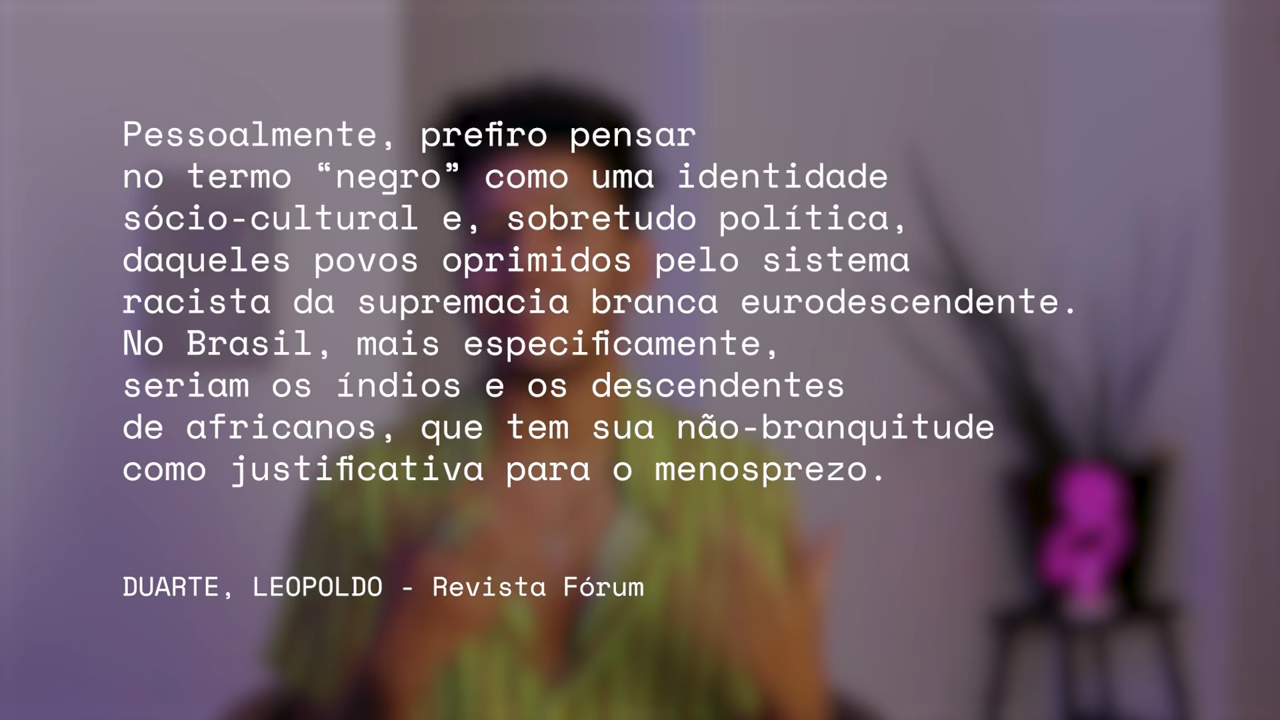 Pessoalmente, prefiro pensar
no termo “negro” como uma identidade
sócio-cultural e, sobretudo política,
daqueles povos oprimidos pelo sistema
racista da supremacia branca eurodescendente.
No Brasil, mais especificamente,
seriam os índios e os descendentes
de africanos, que tem sua não-branquitude
como justificativa para o menosprezo.
DUARTE, LEOPOLDO - Revista Fórum